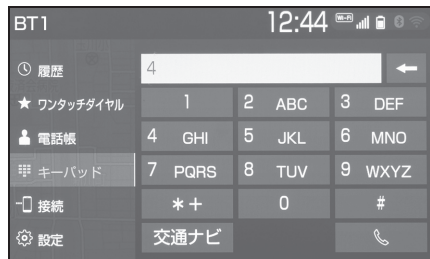 BT1 12:44 Wi-Fi
履歴 4
ワンタッチダイヤル 1 2 ABC 3 DEF
電話帳 4 GHI 5 JKL 6 MNO
キーパッド 7 PQRS 8 TUV 9 WXYZ
接続 *+ 0 #
設定 交通ナビ